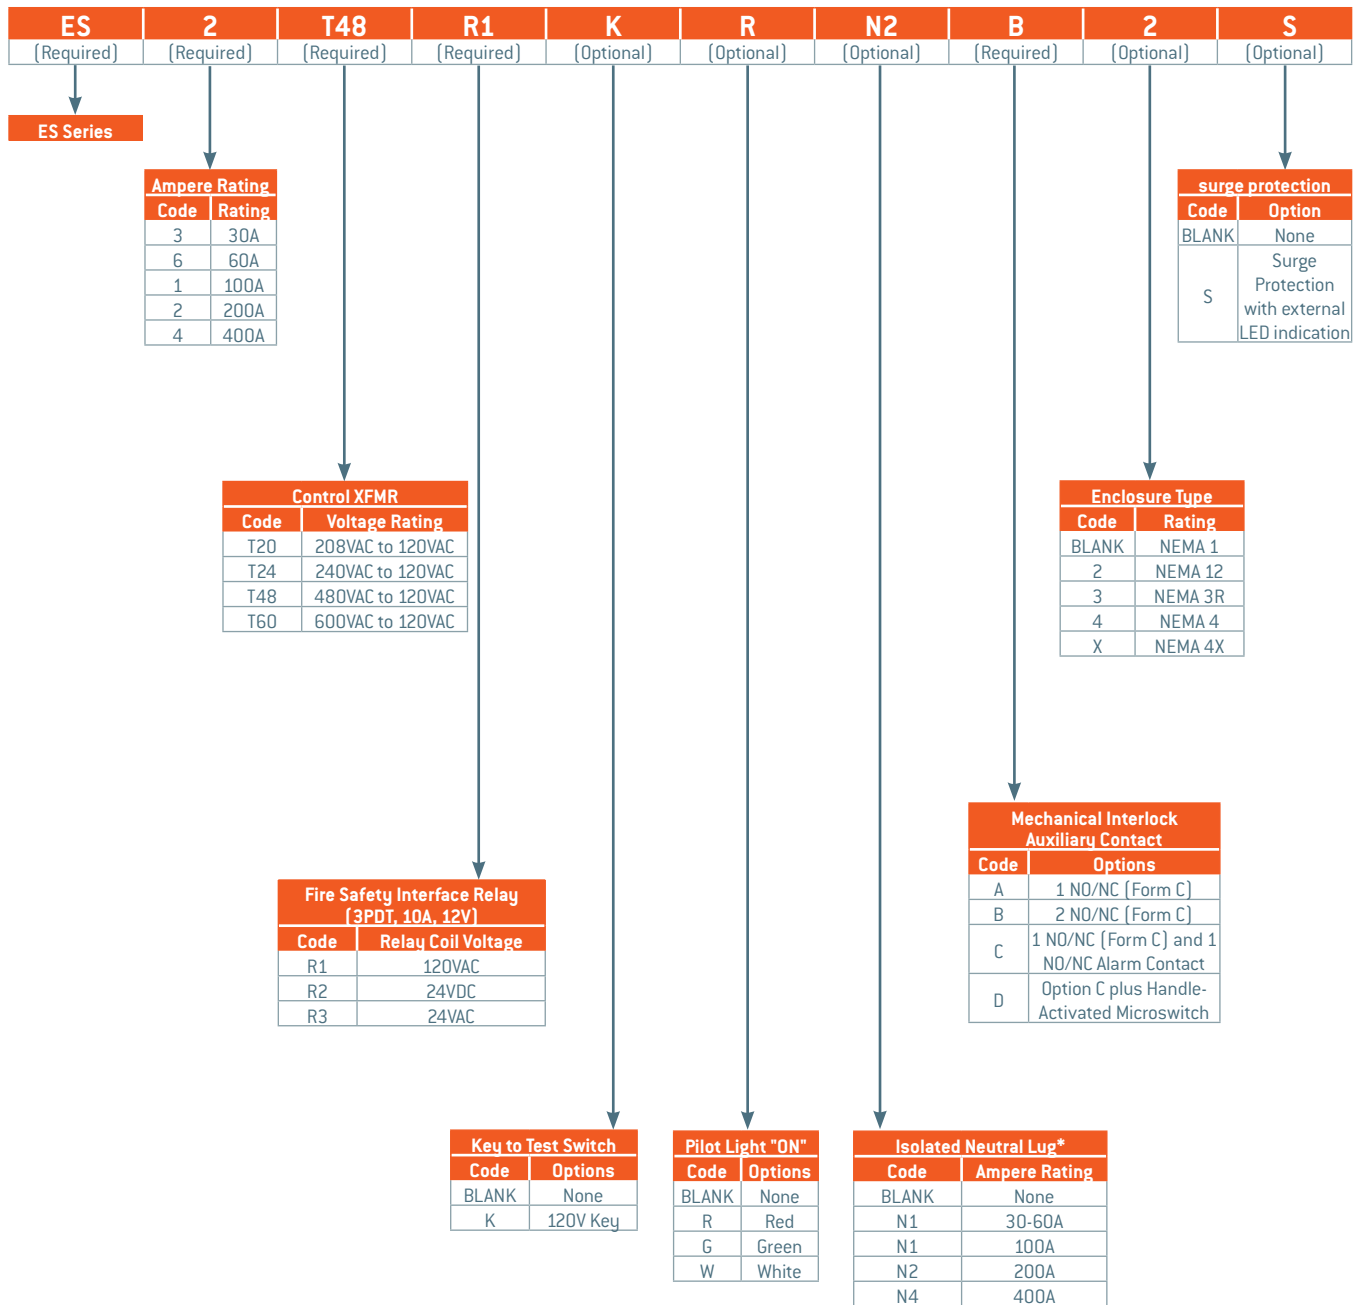 ES 2 T48 R1 K R N2 B 2 S
(Required) (Required) (Required) (Required) (Optional) (Optional) (Optional) (Required) (Optional) (Optional)
ES Series
Ampere Rating
Code Rating
3 30A
6 60A
1 100A
2 200A
4 400A
surge protection
Code Option
BLANK None
S Surge
Protection
with external
LED indication
Control XFMR
Code Voltage Rating
T20 208VAC to 120VAC
T24 240VAC to 120VAC
T48 480VAC to 120VAC
T60 600VAC to 120VAC
Enclosure Type
Code Rating
BLANK NEMA 1
2 NEMA 12
3 NEMA 3R
4 NEMA 4
X NEMA 4X
Mechanical Interlock
Auxiliary Contact
Code Options
A 1 NO/NC (Form C)
B 2 NO/NC (Form C)
C 1 NO/NC (Form C) and 1
NO/NC Alarm Contact
D Option C plus Handle-
Activated Microswitch
Fire Safety Interface Relay
(3PDT, 10A, 12V)
Code Relay Coil Voltage
R1 120VAC
R2 24VDC
R3 24VAC
Key to Test Switch
Code Options
BLANK None
K 120V Key
Pilot Light "ON"
Code Options
BLANK None
R Red
G Green
W White
Isolated Neutral Lug*
Code Ampere Rating
BLANK None
N1 30-60A
N1 100A
N2 200A
N4 400A